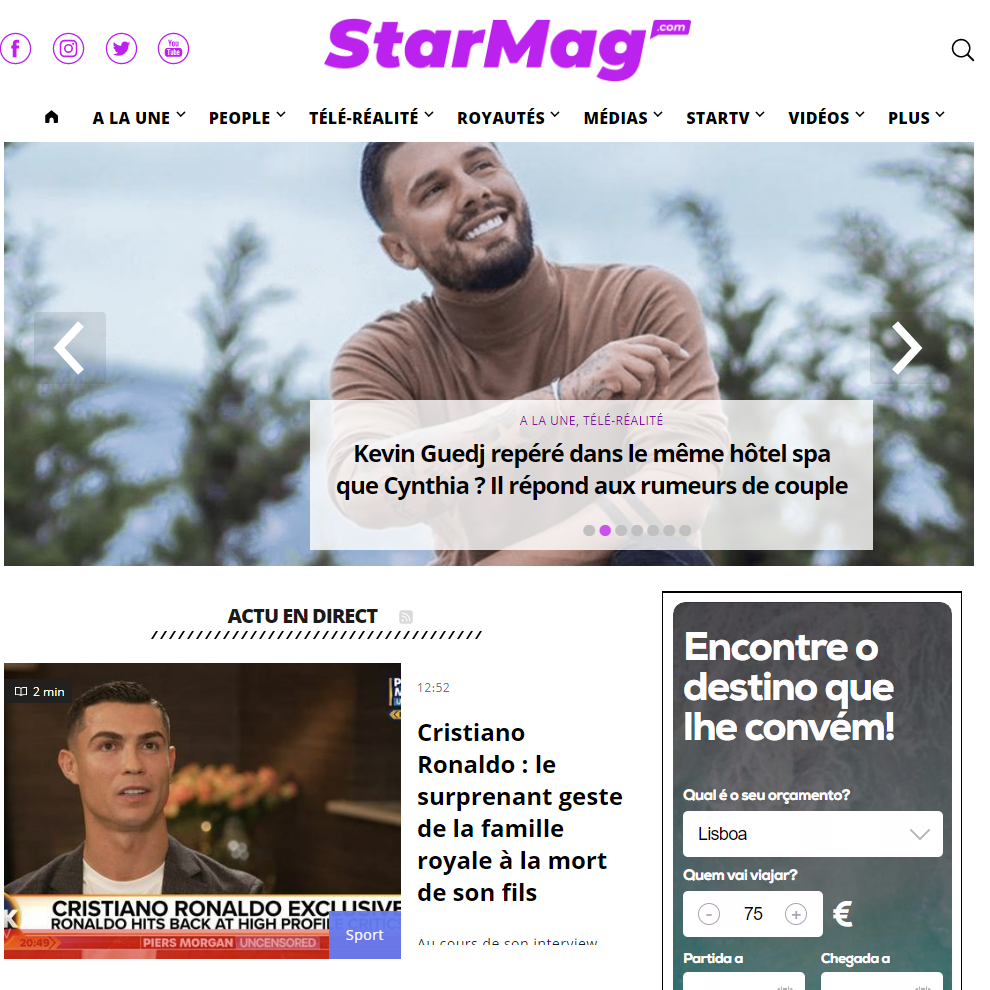 You
Tube
StarMag.com
A LA UNE
PEOPLE
TÉLÉ-RÉALITÉ
ROYAUTÉS
MÉDIAS
STARTV
VIDÉOS
PLUS
A LA UNE, TÉLÉ-RÉALITÉ
Kevin Guedj repéré dans le même hôtel spa
que Cynthia ? Il répond aux rumeurs de couple
ACTU EN DIRECT
2 min
CRISTIANO RONALDO EXCLUSIVE
RONALDO HITS BACK AT HIGH PROFILE CRITICS
20:49
PIERS MORGAN UNCENSORED
Sport
12:52
Cristiano
Ronaldo : le
surprenant geste
de la famille
royale à la mort
de son fils
Au cours de son interview
Encontre o
destino que
lhe convém!
Qual é o seu orçamento?
Lisboa
Quem vai viajar?
- 75 + €
Partida a
Chegada a